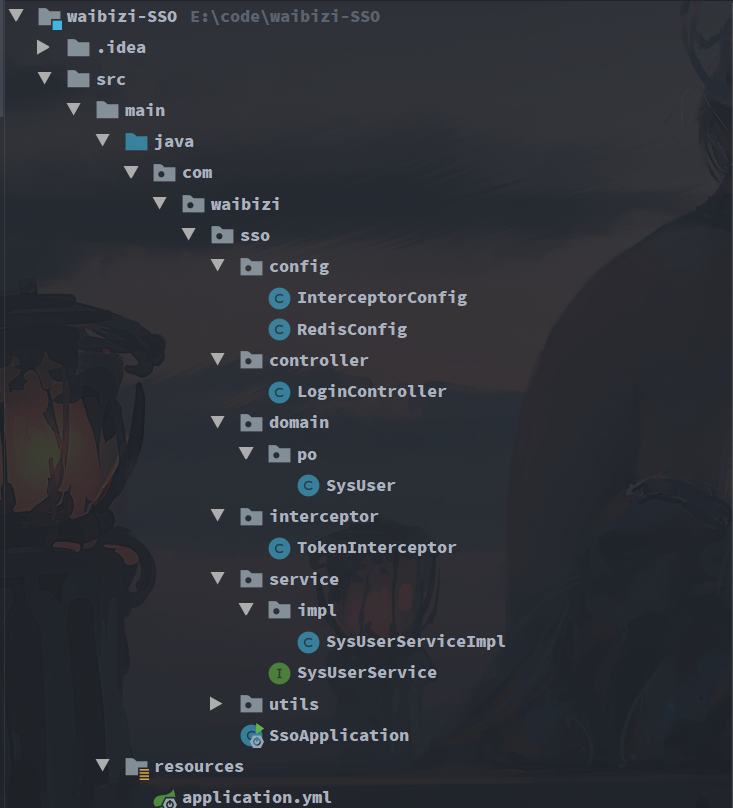 waibizi-SSO E:\code\waibizi-SSO
.idea
src
main
java
com
waibizi
sso
config
C InterceptorConfig
C RedisConfig
controller
C LoginController
domain
po
C SysUser
interceptor
C TokenInterceptor
service
impl
C SysUserServiceImpl
I SysUserService
utils
SsoApplication
resources
application.yml